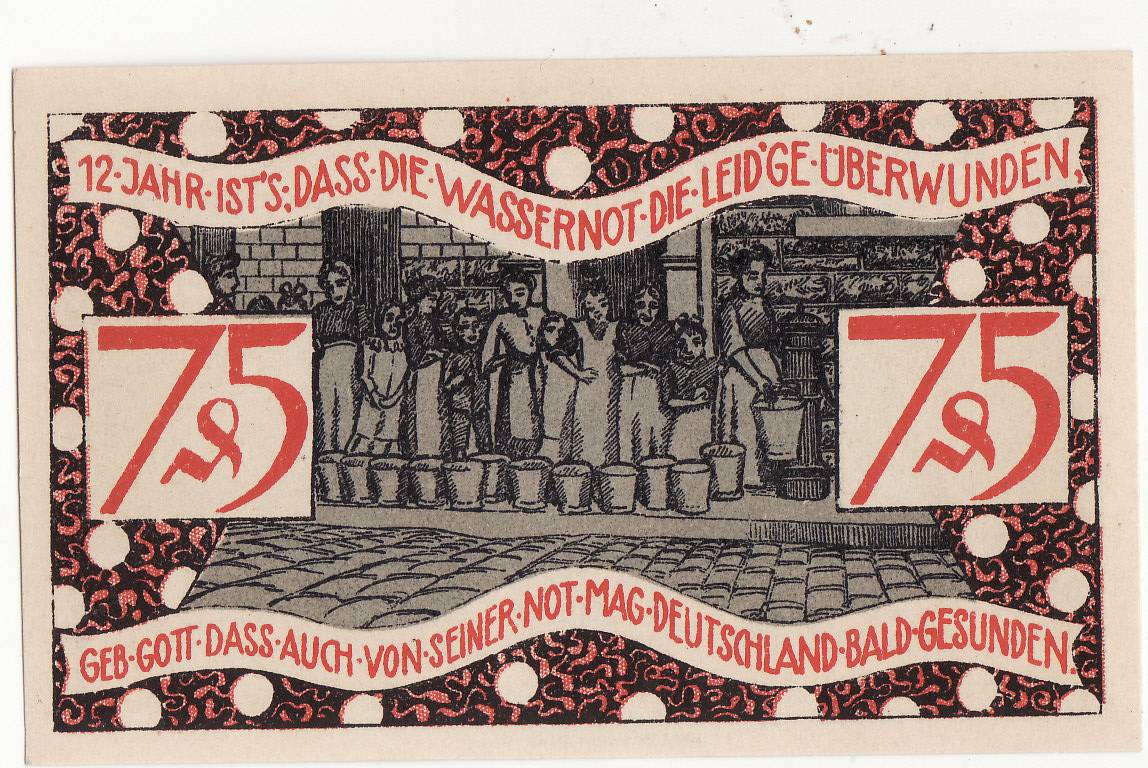 12·JAHR·IST'S;DASS·DIE·WASSERNOT·DIE·LEID'GE·ÜBERWUNDEN,
75
75
GEB·GOTT·DASS·AUCH·VON·SEINER·NOT·MAG·DEUTSCHLAND·BALD·GESUNDEN.